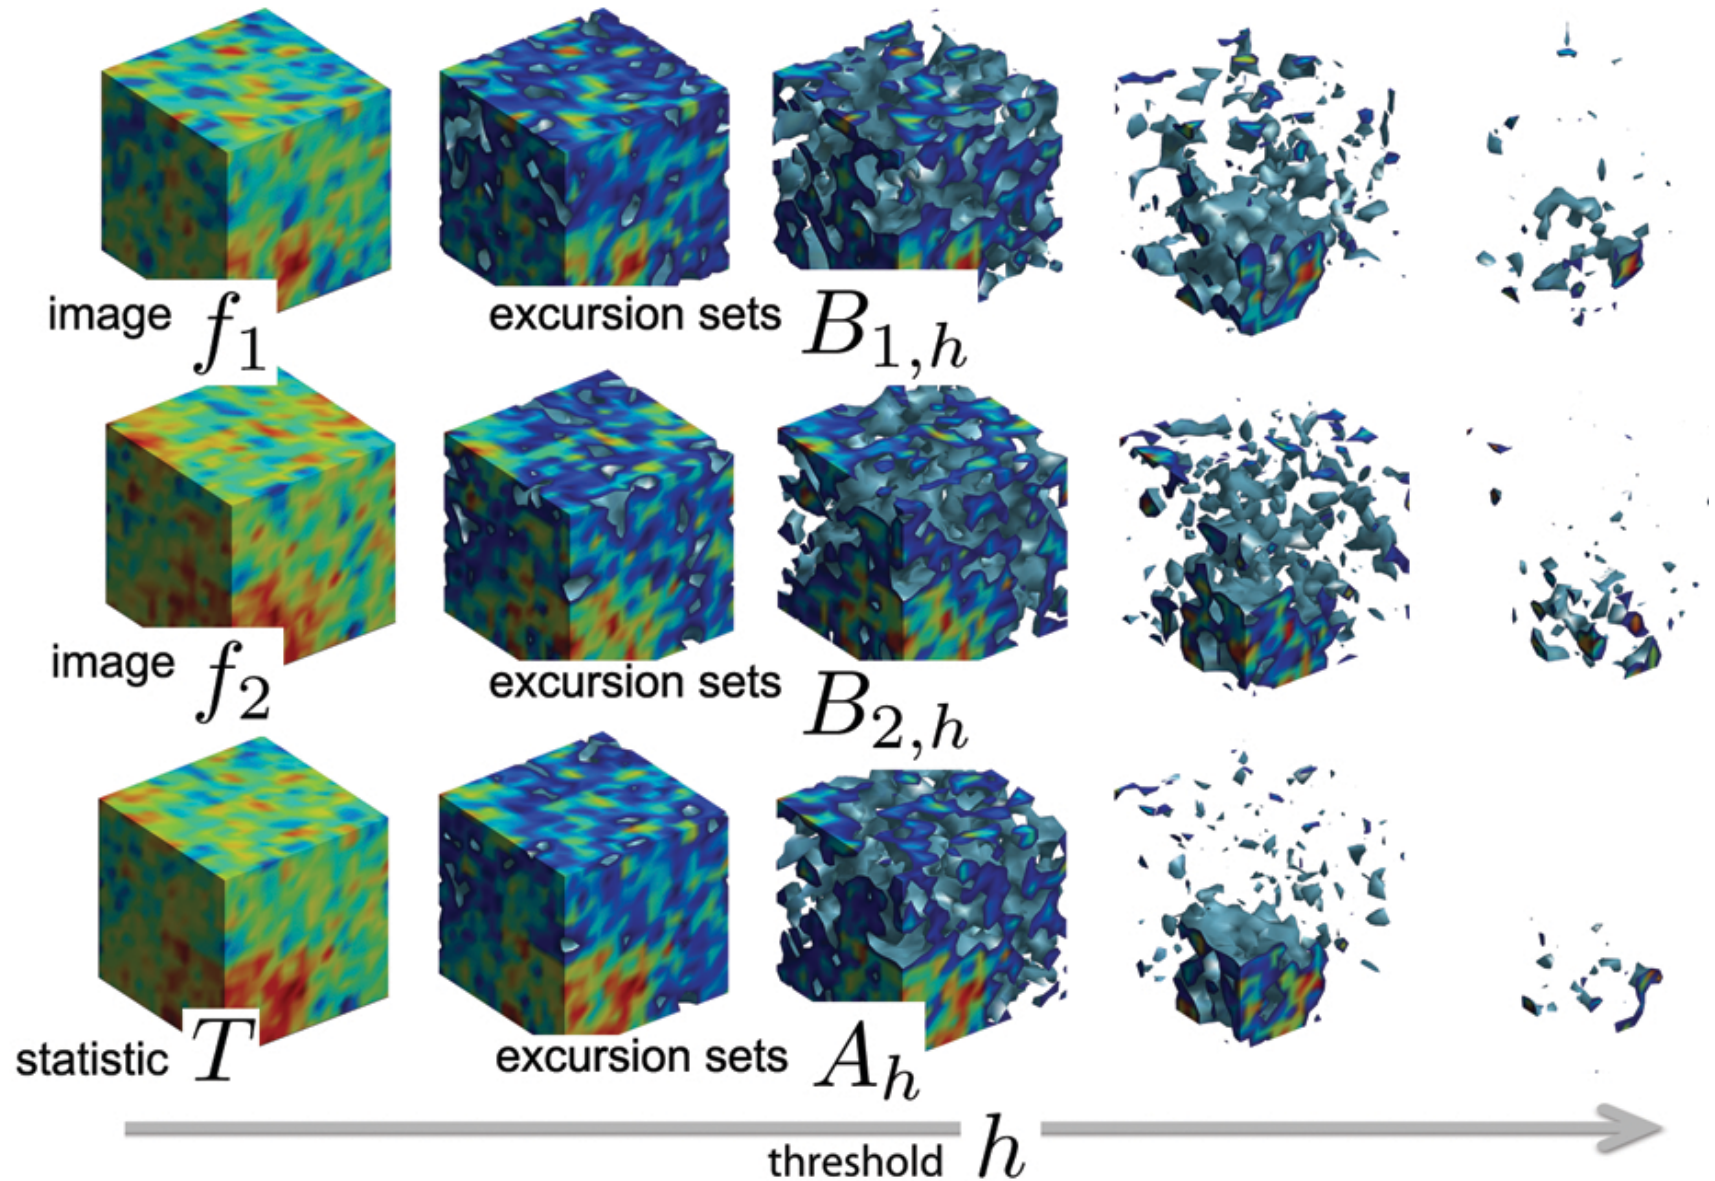 image f₁
excursion sets B₁,ₕ
image f₂
excursion sets B₂,ₕ
statistic T
excursion sets Aₕ
threshold h